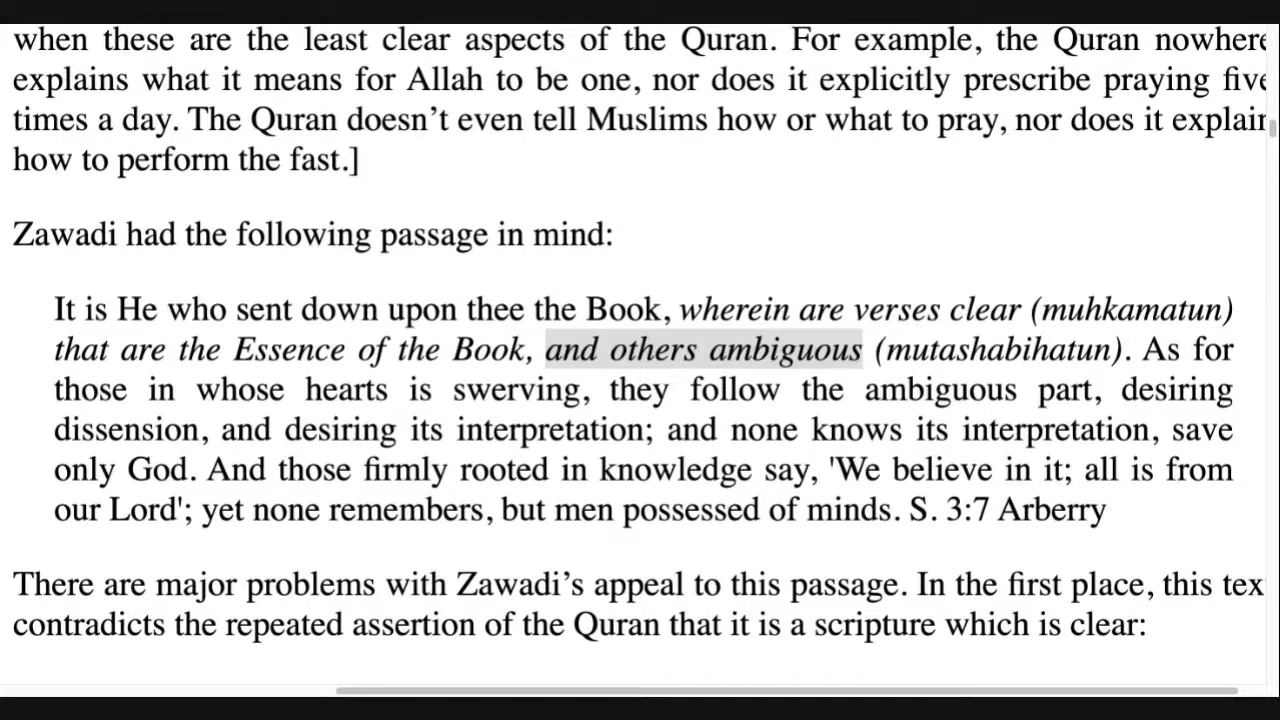 when these are the least clear aspects of the Quran. For example, the Quran nowhere
explains what it means for Allah to be one, nor does it explicitly prescribe praying five
times a day. The Quran doesn’t even tell Muslims how or what to pray, nor does it explain
how to perform the fast.]
Zawadi had the following passage in mind:
It is He who sent down upon thee the Book, wherein are verses clear (muhkamatun)
that are the Essence of the Book, and others ambiguous (mutashabihatun). As for
those in whose hearts is swerving, they follow the ambiguous part, desiring
dissension, and desiring its interpretation; and none knows its interpretation, save
only God. And those firmly rooted in knowledge say, 'We believe in it; all is from
our Lord'; yet none remembers, but men possessed of minds. S. 3:7 Arberry
There are major problems with Zawadi’s appeal to this passage. In the first place, this tex
contradicts the repeated assertion of the Quran that it is a scripture which is clear: